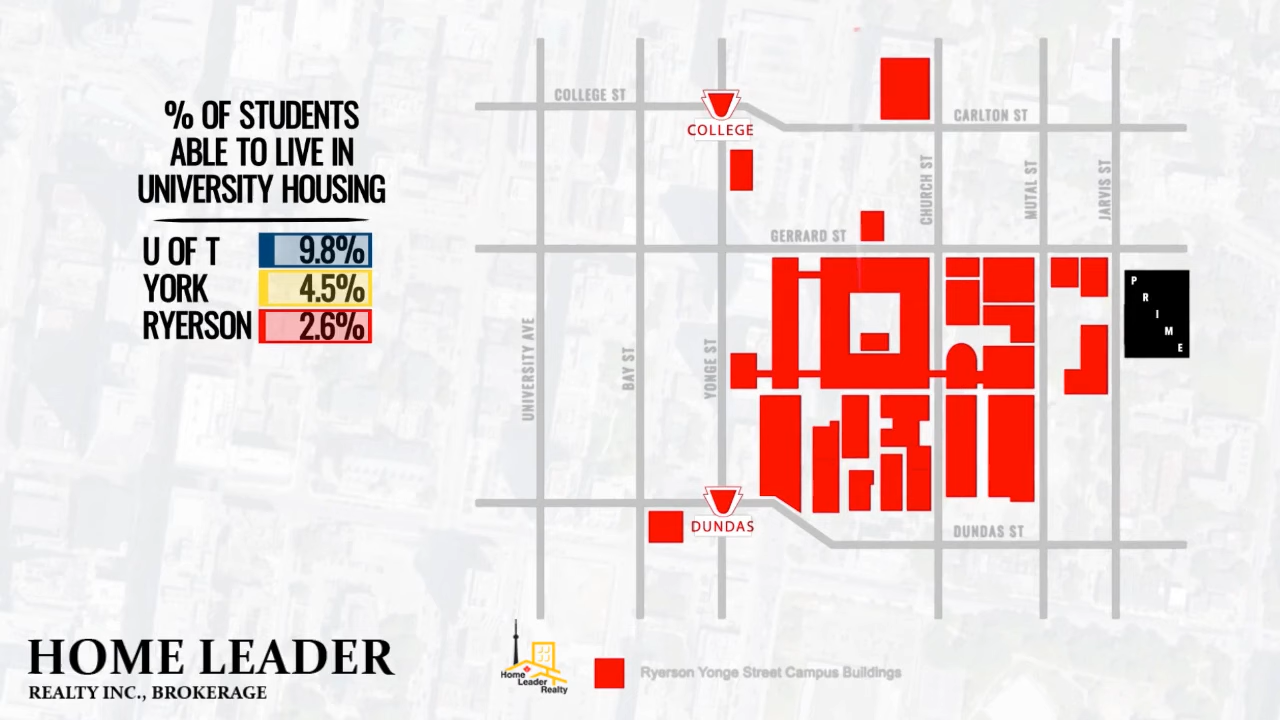 % OF STUDENTS
ABLE TO LIVE IN
UNIVERSITY HOUSING
U OF T 9.8%
YORK 4.5%
RYERSON 2.6%
COLLEGE ST
COLLEGE
CARLTON ST
CHURCH ST
MUTAL ST
JARVIS ST
GERRARD ST
PRIME
UNIVERSITY AVE
BAY ST
YONGE ST
DUNDAS
DUNDAS ST
HOME LEADER
REALTY INC., BROKERAGE
Home
Leader
Realty
Ryerson Yonge Street Campus Buildings